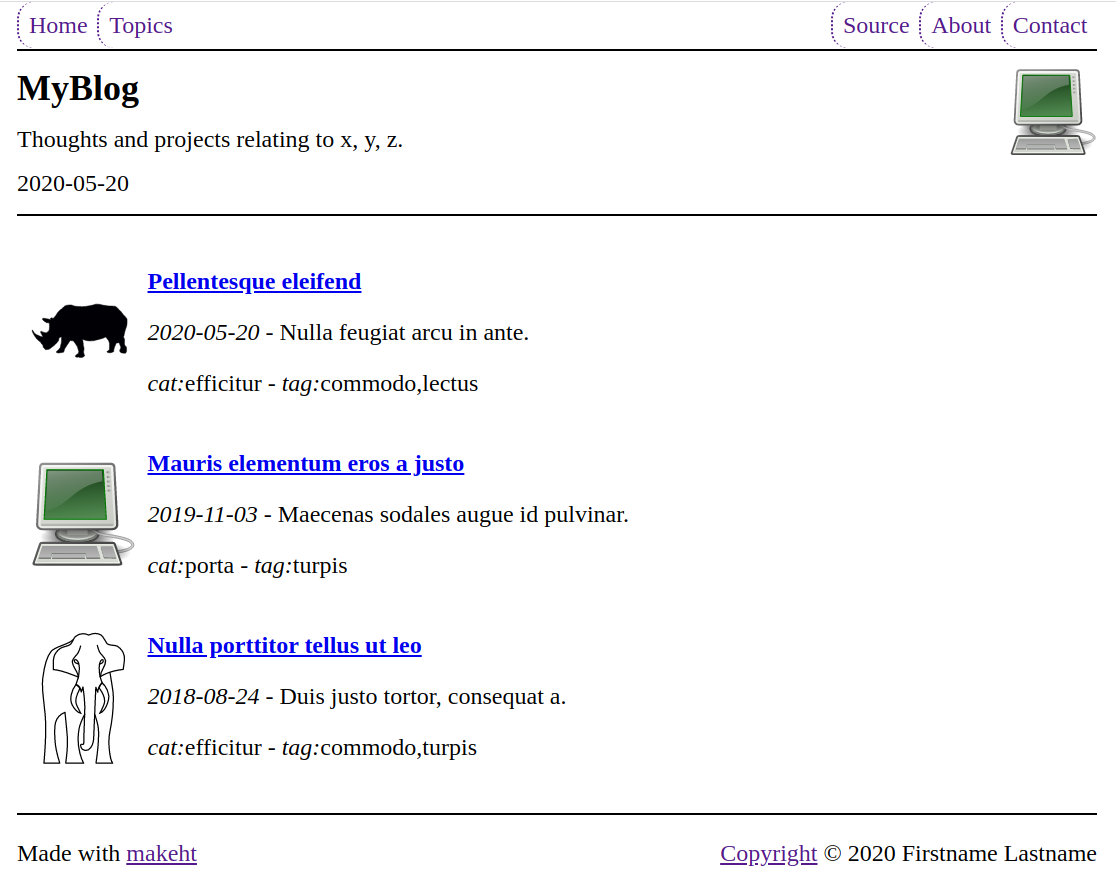 Home Topics Source About Contact
MyBlog
Thoughts and projects relating to x, y, z.
2020-05-20
Pellentesque eleifend
2020-05-20 - Nulla feugiat arcu in ante.
cat:efficitur - tag:commodo,lectus
Mauris elementum eros a justo
2019-11-03 - Maecenas sodales augue id pulvinar.
cat:porta - tag:turpis
Nulla porttitor tellus ut leo
2018-08-24 - Duis justo tortor, consequat a.
cat:efficitur - tag:commodo,turpis
Made with makeht Copyright © 2020 Firstname Lastname